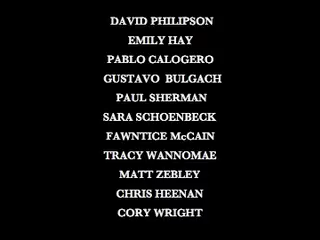 DAVID PHILIPSON
EMILY HAY
PABLO CALOGERO
GUSTAVO BULGACH
PAUL SHERMAN
SARA SCHOENBECK
FAWNTICE McCAIN
TRACY WANNOMAE
MATT ZEBLEY
CHRIS HEENAN
CORY WRIGHT